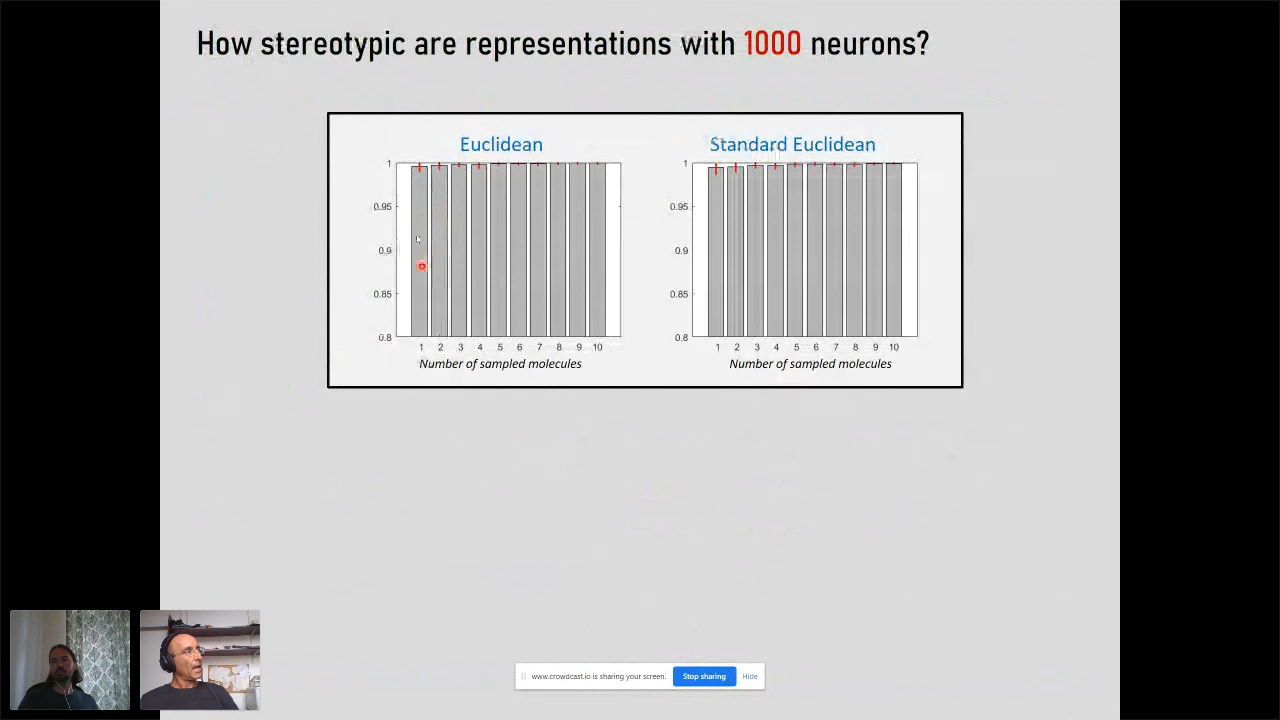 How stereotypic are representations with 1000 neurons?
Euclidean
1
0.95
0.9
0.85
0.8
1 2 3 4 5 6 7 8 9 10
Number of sampled molecules
Standard Euclidean
1
0.95
0.9
0.85
0.8
1 2 3 4 5 6 7 8 9 10
Number of sampled molecules
www.crowdcast.io is sharing your screen. Stop sharing Hide